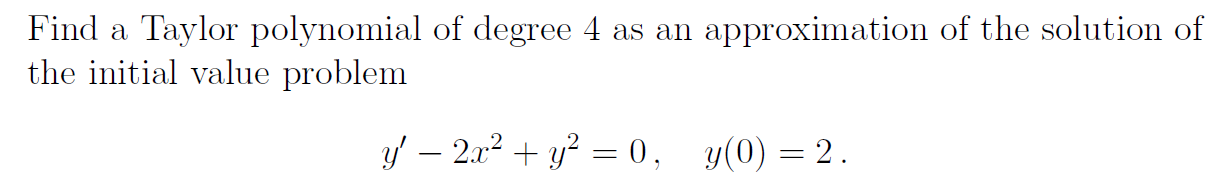 Find a Taylor polynomial of degree 4 as an approximation of the solution of
the initial value problem
y′ − 2x² + y² = 0, y(0) = 2.